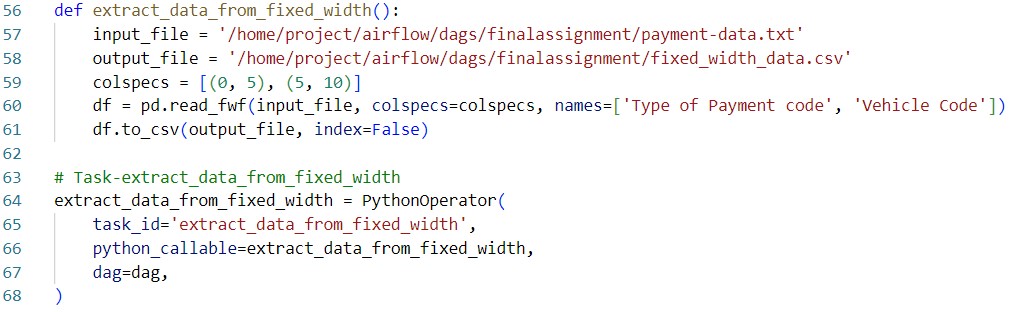 56 def extract_data_from_fixed_width():
57     input_file = '/home/project/airflow/dags/finalassignment/payment-data.txt'
58     output_file = '/home/project/airflow/dags/finalassignment/fixed_width_data.csv'
59     colspecs = [(0, 5), (5, 10)]
60     df = pd.read_fwf(input_file, colspecs=colspecs, names=['Type of Payment code', 'Vehicle Code'])
61     df.to_csv(output_file, index=False)
62
63 # Task-extract_data_from_fixed_width
64 extract_data_from_fixed_width = PythonOperator(
65     task_id='extract_data_from_fixed_width',
66     python_callable=extract_data_from_fixed_width,
67     dag=dag,
68 )